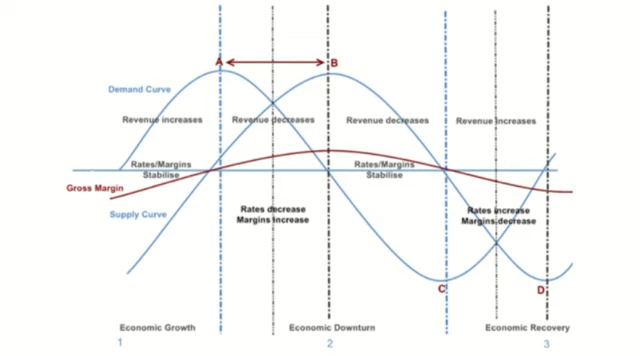 A
B
Demand Curve
Revenue increases
Revenue decreases
Revenue decreases
Revenue increases
Rates/Margins
Stabilise
Rates/Margins
Stabilise
Gross Margin
Supply Curve
Rates decrease
Margins Increase
Rates increase
Margins decrease
C
D
Economic Growth
Economic Downturn
Economic Recovery
1
2
3